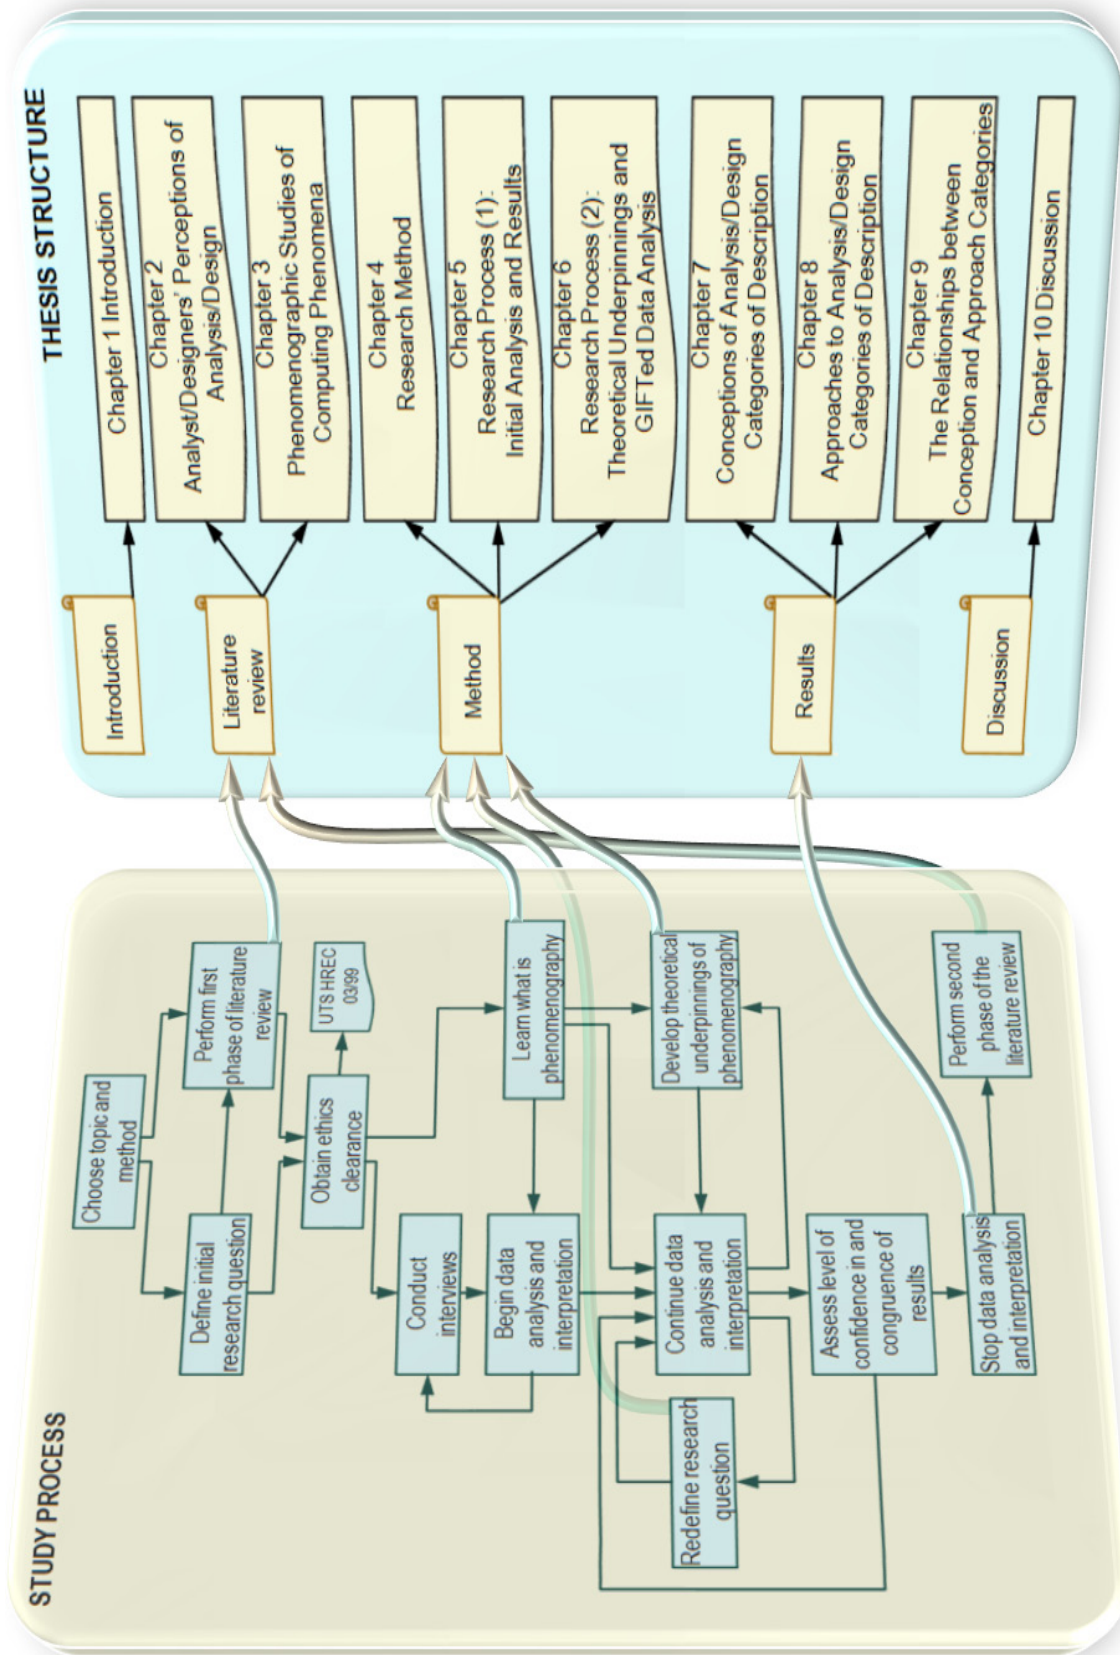 STUDY PROCESS
Choose topic and
method
Define initial
research question
Perform first
phase of literature
review
Obtain ethics
clearance
UTS HREC
03/99
Conduct
interviews
Learn what is
phenomenography
Begin data
analysis and
interpretation
Redefine research
question
Continue data
analysis and
interpretation
Develop theoretical
underpinnings of
phenomenography
Assess level of
confidence in and
congruence of
results
Stop data analysis
and interpretation
Perform second
phase of the
literature review
THESIS STRUCTURE
Introduction
Chapter 1 Introduction
Literature
review
Chapter 2
Analyst/Designers' Perceptions of
Analysis/Design
Chapter 3
Phenomenographic Studies of
Computing Phenomena
Method
Chapter 4
Research Method
Chapter 5
Research Process (1):
Initial Analysis and Results
Chapter 6
Research Process (2):
Theoretical Underpinnings and
GIFTed Data Analysis
Results
Chapter 7
Conceptions of Analysis/Design
Categories of Description
Chapter 8
Approaches to Analysis/Design
Categories of Description
Chapter 9
The Relationships between
Conception and Approach Categories
Discussion
Chapter 10 Discussion